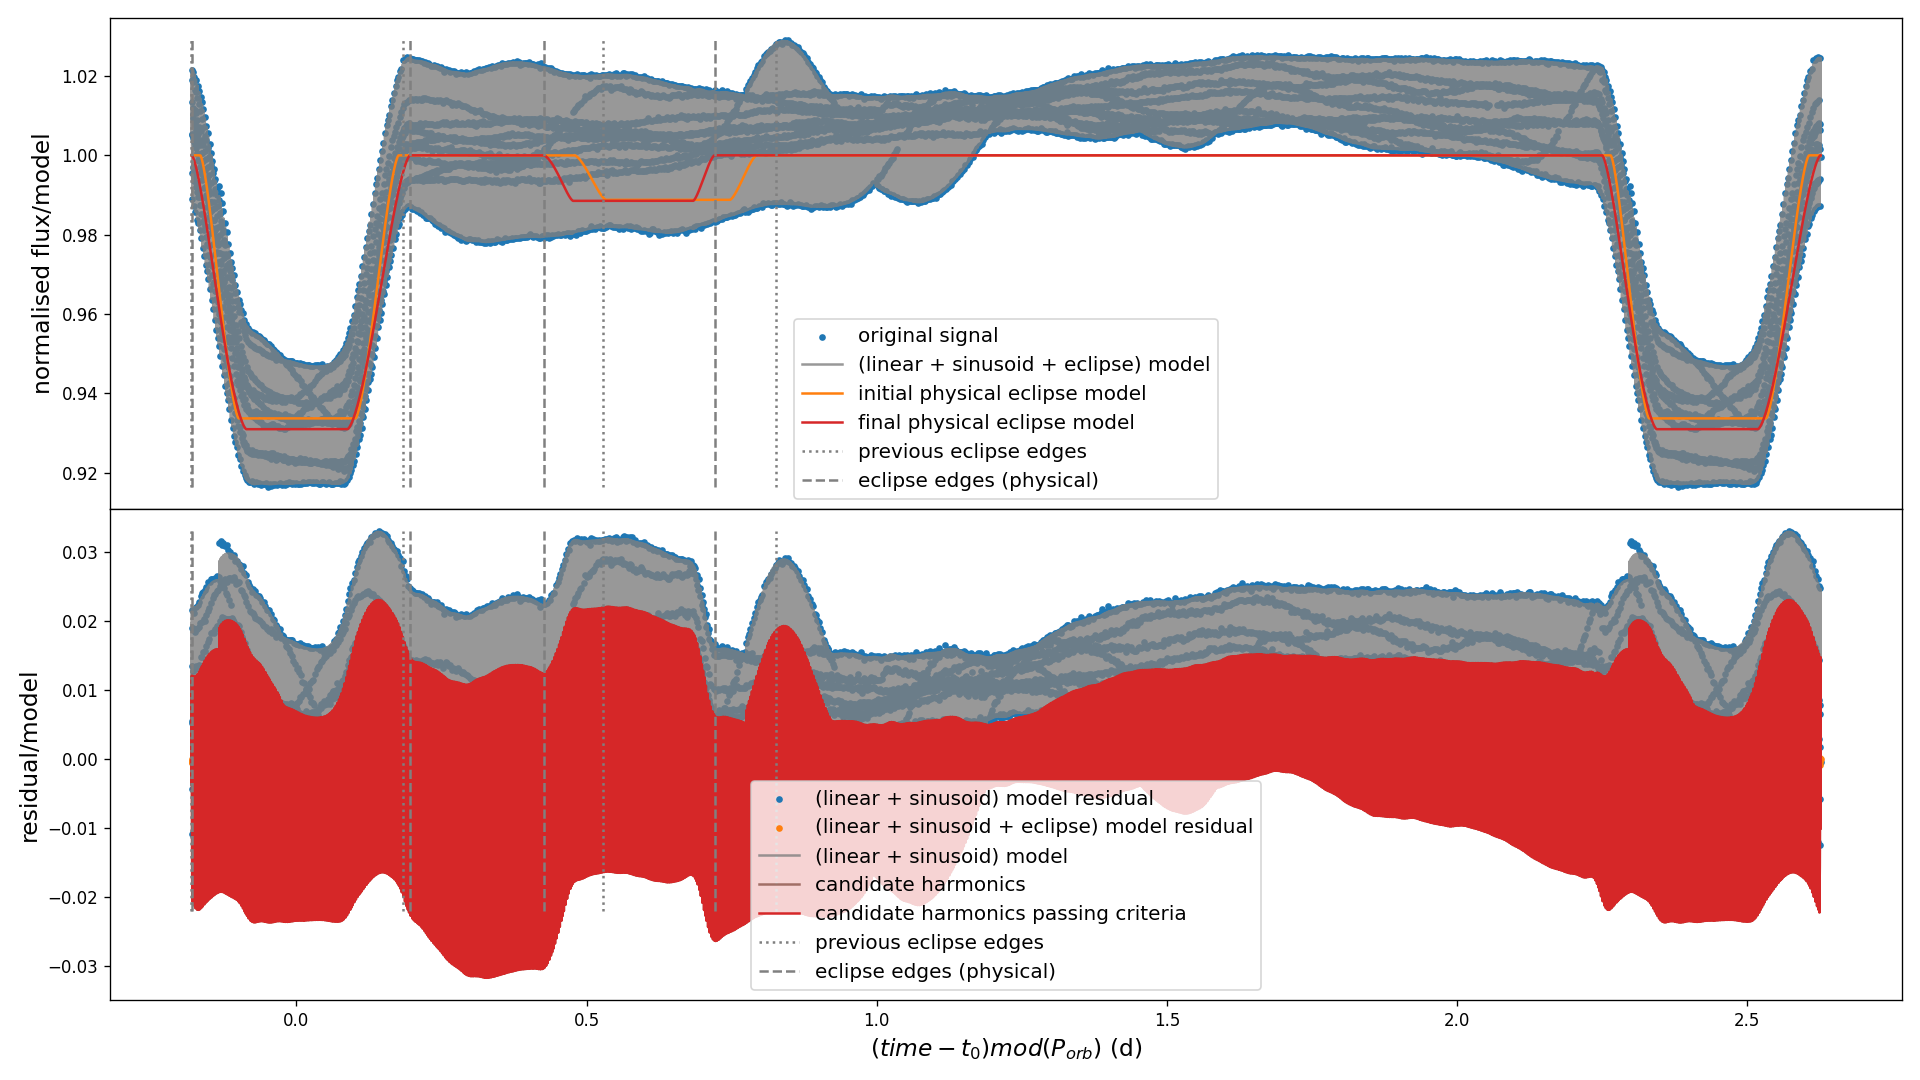 normalised flux/model
1.02
1.00
0.98
0.96
0.94
0.92
original signal
(linear + sinusoid + eclipse) model
initial physical eclipse model
final physical eclipse model
previous eclipse edges
eclipse edges (physical)
residual/model
0.03
0.02
0.01
0.00
−0.01
−0.02
−0.03
(linear + sinusoid) model residual
(linear + sinusoid + eclipse) model residual
(linear + sinusoid) model
candidate harmonics
candidate harmonics passing criteria
previous eclipse edges
eclipse edges (physical)
0.0 0.5 1.0 1.5 2.0 2.5
(time − t₀)mod(Pₒᵣb) (d)